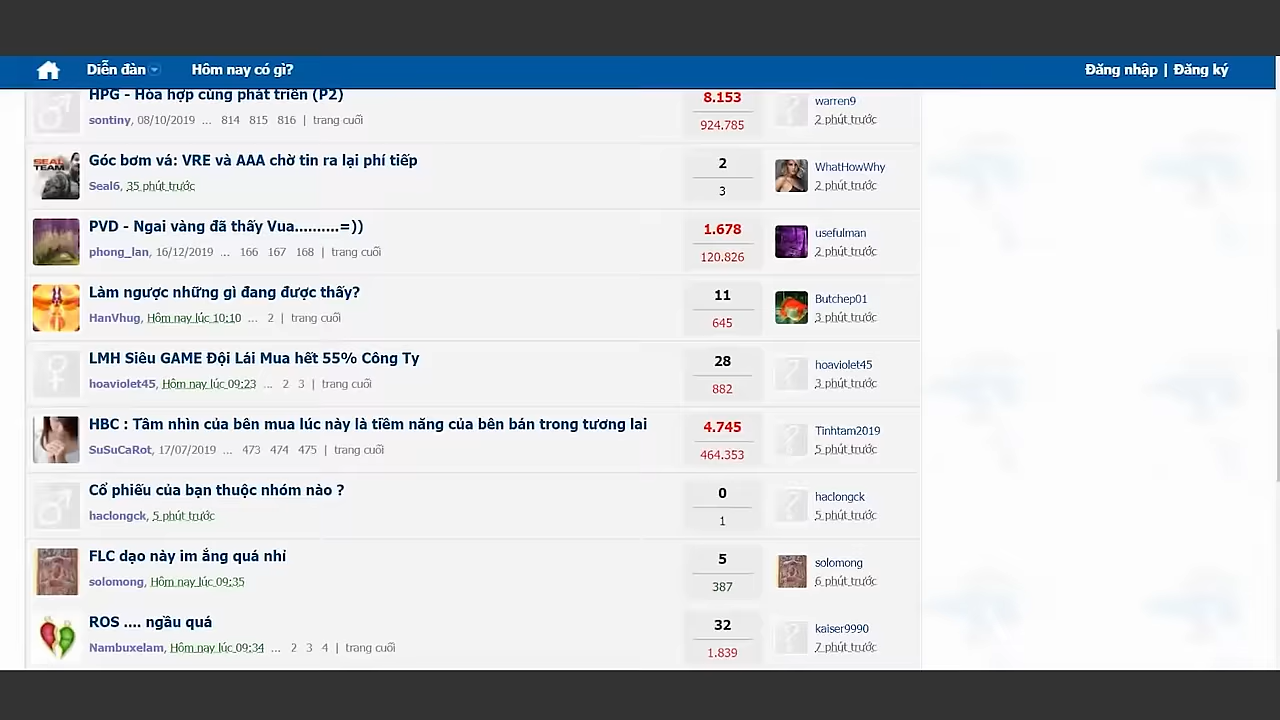 Diễn đàn Hôm nay có gì? Đăng nhập | Đăng ký
HPG - Hòa hợp cùng phát triển (P2)
sontiny, 08/10/2019 ... 814 815 816 | trang cuối
8.153
924.785
warren9
2 phút trước
SEAL
TEAM
Góc bơm vá: VRE và AAA chờ tin ra lại phí tiếp
Seal6, 35 phút trước
2
3
WhatHowWhy
2 phút trước
PVD - Ngai vàng đã thấy Vua..........=))
phong_lan, 16/12/2019 ... 166 167 168 | trang cuối
1.678
120.826
usefulman
2 phút trước
Làm ngược những gì đang được thấy?
HanVhug, Hôm nay lúc 10:10 ... 2 | trang cuối
11
645
Butchep01
3 phút trước
LMH Siêu GAME Đội Lái Mua hết 55% Công Ty
hoaviolet45, Hôm nay lúc 09:23 ... 2 3 | trang cuối
28
882
hoaviolet45
3 phút trước
HBC : Tầm nhìn của bên mua lúc này là tiềm năng của bên bán trong tương lai
SuSuCaRot, 17/07/2019 ... 473 474 475 | trang cuối
4.745
464.353
Tinhtam2019
5 phút trước
Cổ phiếu của bạn thuộc nhóm nào ?
haclongck, 5 phút trước
0
1
haclongck
5 phút trước
FLC dạo này im ắng quá nhỉ
solomong, Hôm nay lúc 09:35
5
387
solomong
6 phút trước
ROS .... ngầu quá
Nambuxelam, Hôm nay lúc 09:34 ... 2 3 4 | trang cuối
32
1.839
kaiser9990
7 phút trước